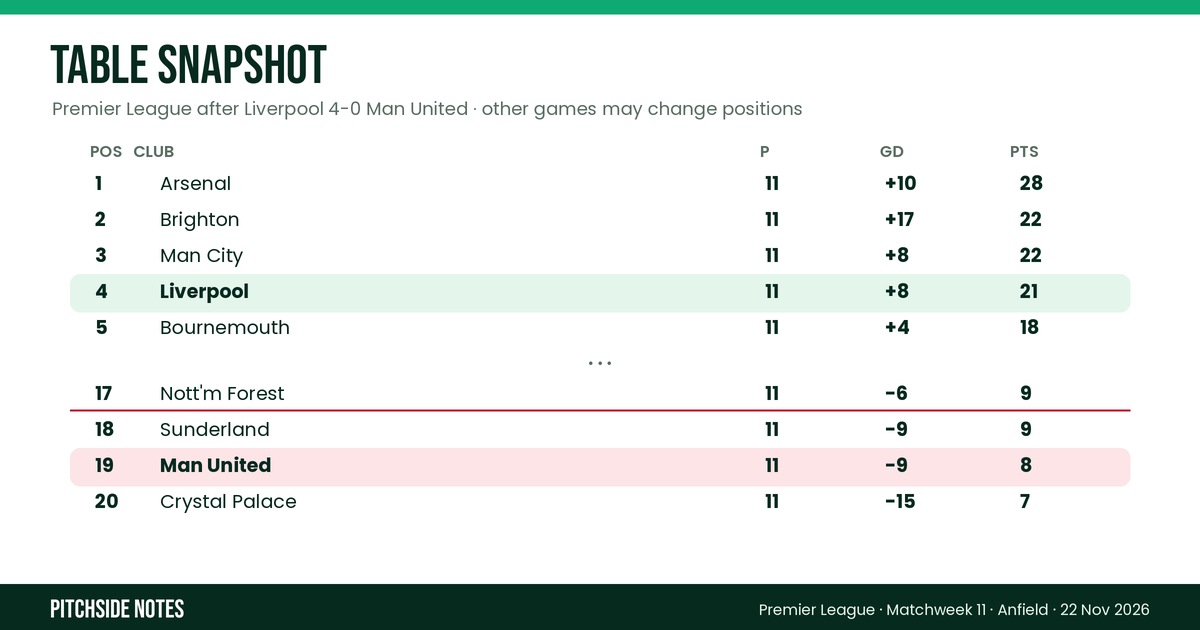 TABLE SNAPSHOT
Premier League after Liverpool 4-0 Man United · other games may change positions
POS CLUB P GD PTS
1 Arsenal 11 +10 28
2 Brighton 11 +17 22
3 Man City 11 +8 22
4 Liverpool 11 +8 21
5 Bournemouth 11 +4 18
...
17 Nott'm Forest 11 −6 9
18 Sunderland 11 −9 9
19 Man United 11 −9 8
20 Crystal Palace 11 −15 7
PITCHSIDE NOTES
Premier League · Matchweek 11 · Anfield · 22 Nov 2026